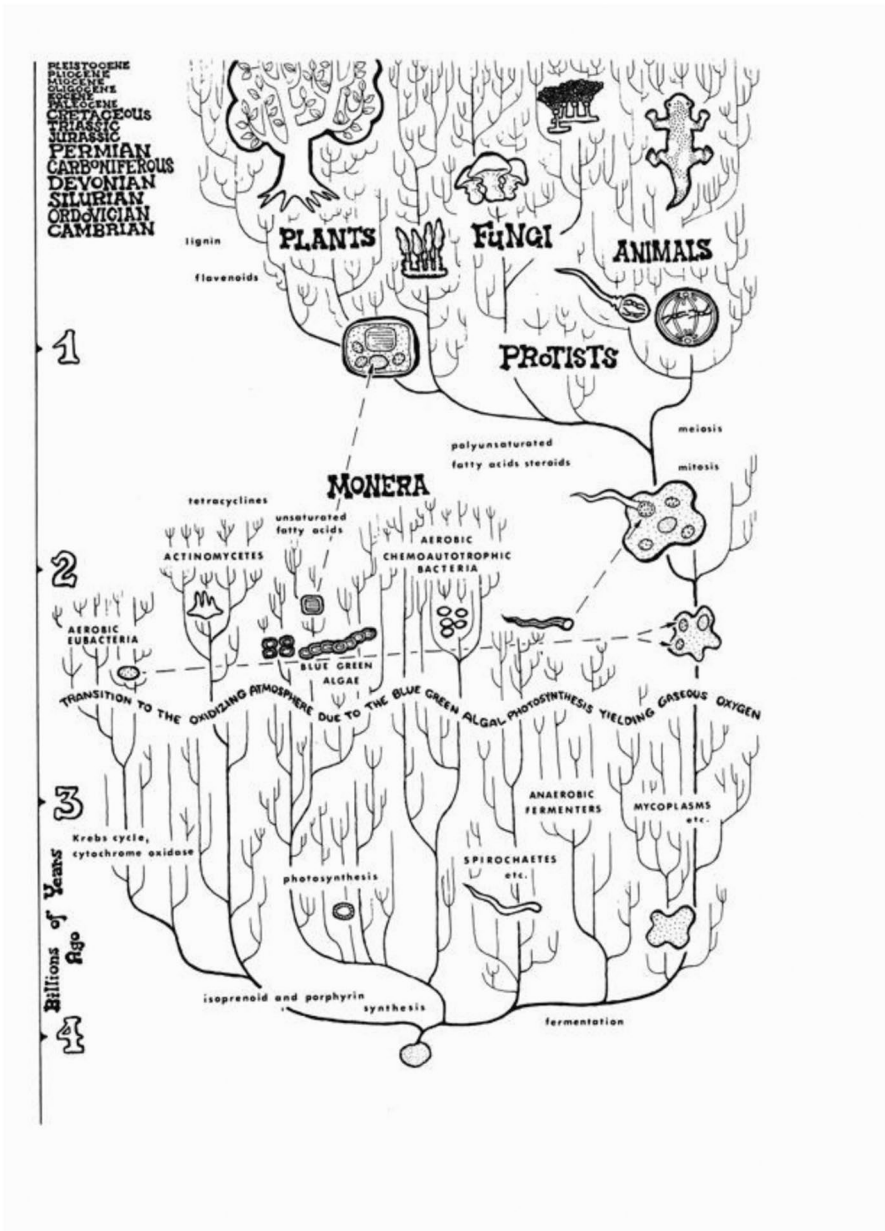 PLEISTOCENE
PLIOCENE
MIOCENE
OLIGOCENE
EOCENE
PALEOCENE
CRETACEOUS
TRIASSIC
JURASSIC
PERMIAN
CARBONIFEROUS
DEVONIAN
SILURIAN
ORDOVICIAN
CAMBRIAN
lignin
PLANTS
FUNGI
ANIMALS
flavenoids
1
PROTISTS
meiosis
polyunsaturated
fatty acids steroids
mitosis
MONERA
tetracyclines
unsaturated
fatty acids
ACTINOMYCETES
AEROBIC
CHEMOAUTOTROPHIC
BACTERIA
2
AEROBIC
EUBACTERIA
BLUE GREEN
ALGAE
TRANSITION TO THE OXIDIZING ATMOSPHERE DUE TO THE BLUE GREEN ALGAL PHOTOSYNTHESIS YIELDING GASEOUS OXYGEN
3
ANAEROBIC
FERMENTERS
MYCOPLASMS
etc.
Krebs cycle,
cytochrome oxidase
SPIROCHAETES
etc.
photosynthesis
Billions of Years
Ago
isoprenoid and porphyrin
synthesis
fermentation
4